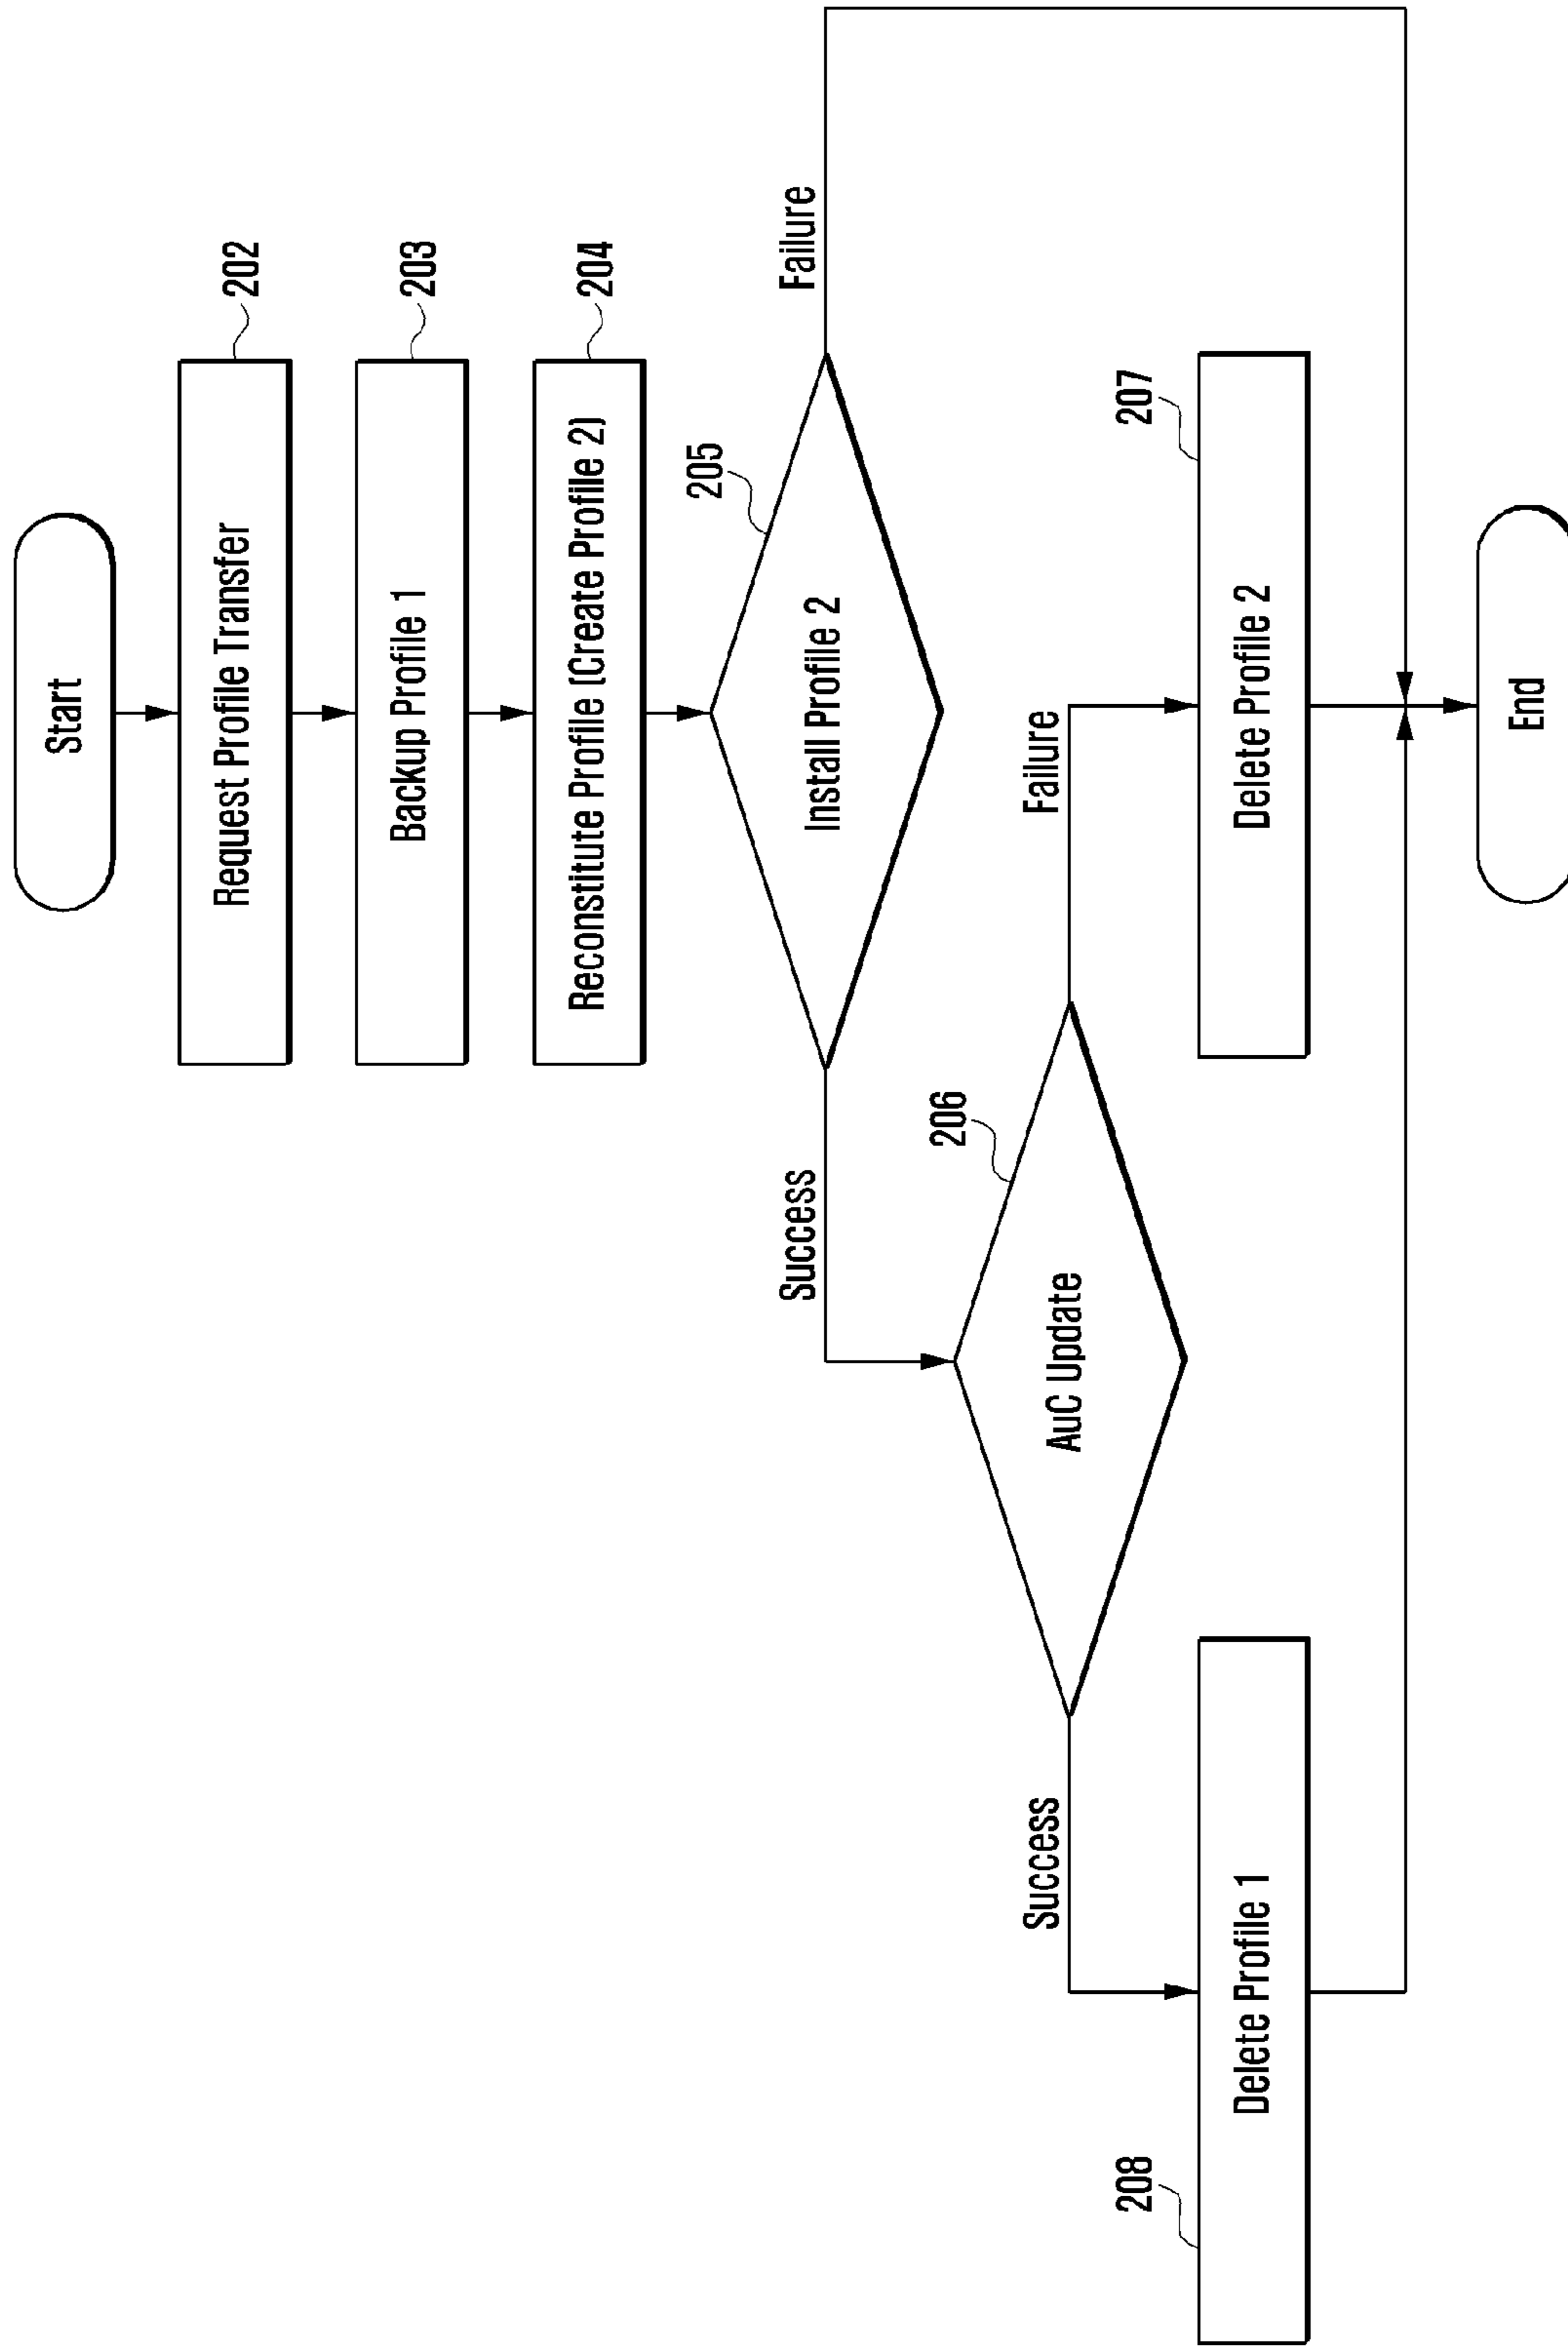 Start
Request Profile Transfer
202
Backup Profile 1
203
Reconstitute Profile (Create Profile 2)
204
205
Install Profile 2
Success
Failure
206
AuC Update
Success
Failure
208
Delete Profile 1
207
Delete Profile 2
End